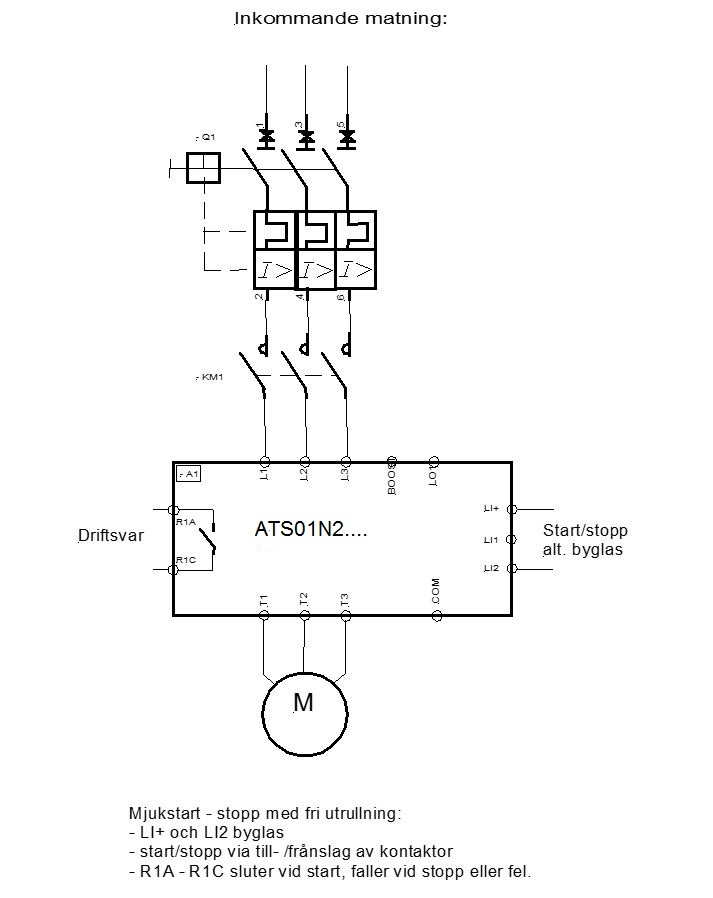 Inkommande matning:
1 3 5
- Q1
I> I> I>
2 4 6
- KM1
L1 L2 L3 BOOST LO1
- A1
R1A
LI+
Driftsvar
ATS01N2....
Start/stopp
LI1
alt. byglas
R1C
LI2
T1 T2 T3 COM
M
Mjukstart - stopp med fri utrullning:
- LI+ och LI2 byglas
- start/stopp via till- /frånslag av kontaktor
- R1A - R1C sluter vid start, faller vid stopp eller fel.